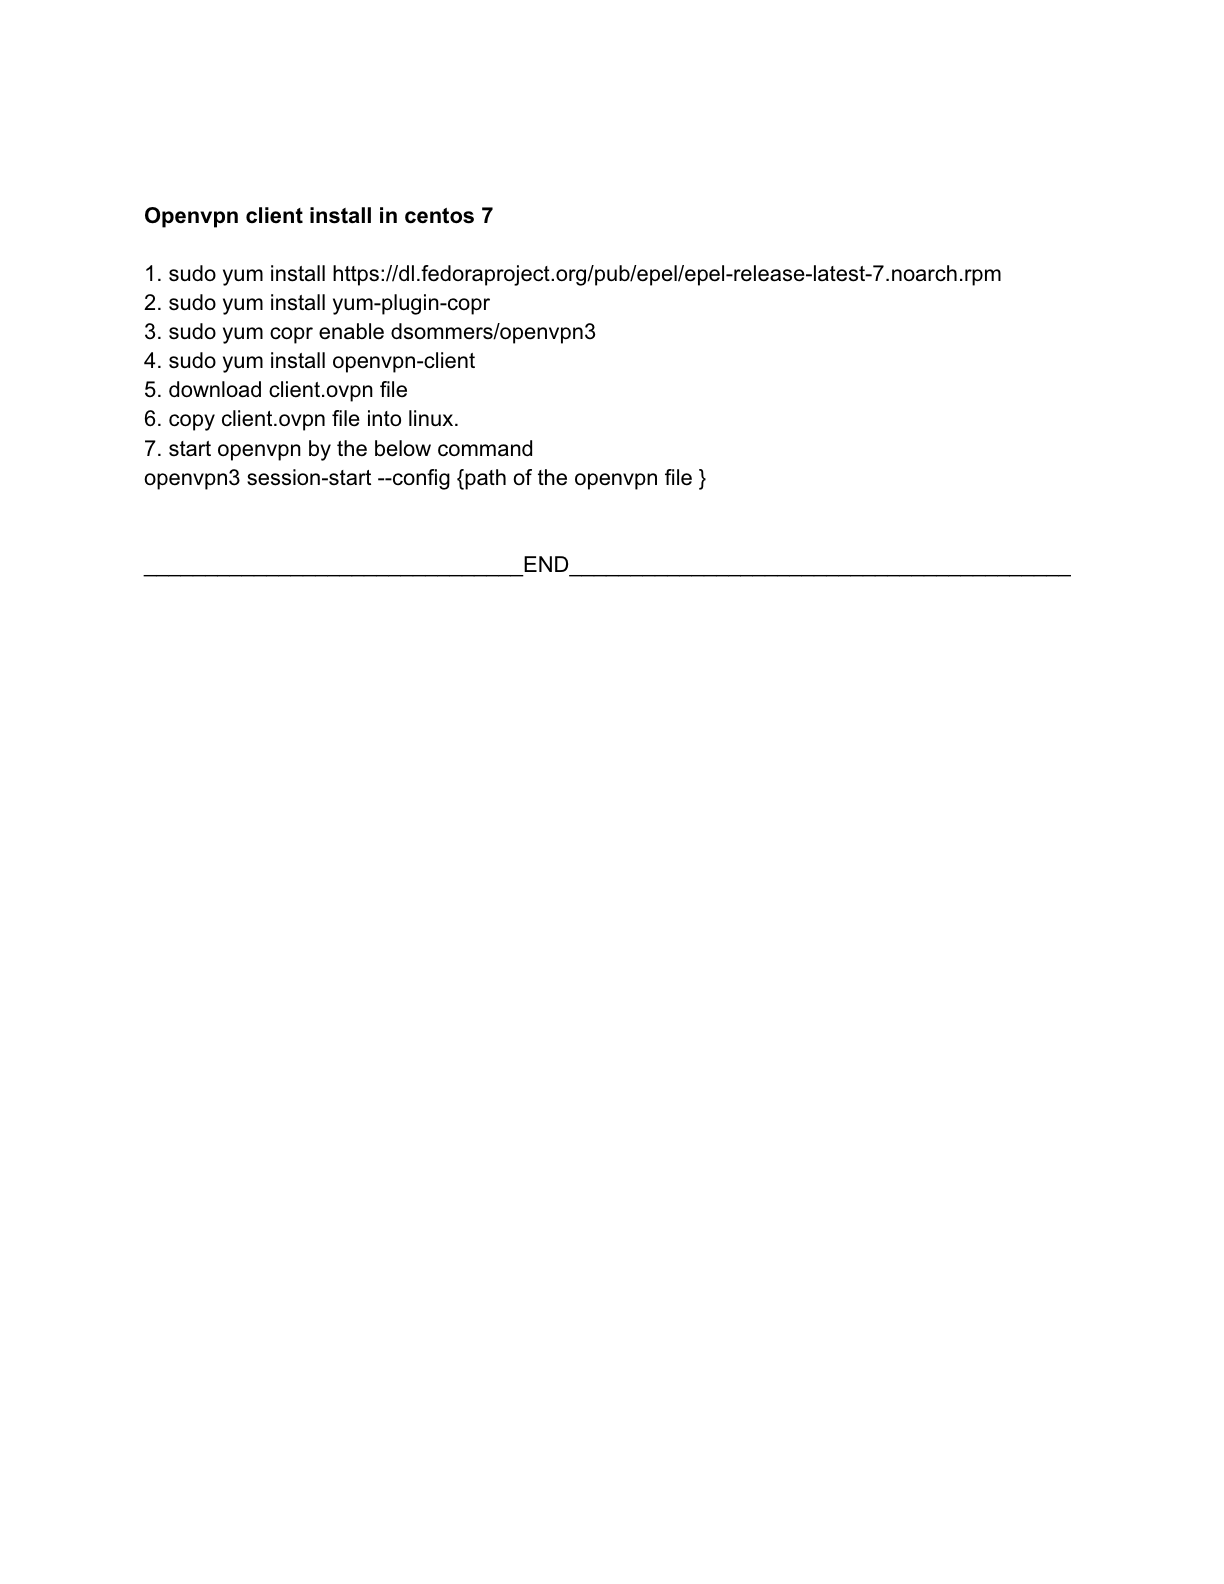 Openvpn client install in centos 7
1. sudo yum install https://dl.fedoraproject.org/pub/epel/epel-release-latest-7.noarch.rpm
2. sudo yum install yum-plugin-copr
3. sudo yum copr enable dsommers/openvpn3
4. sudo yum install openvpn-client
5. download client.ovpn file
6. copy client.ovpn file into linux.
7. start openvpn by the below command
openvpn3 session-start --config {path of the openvpn file }
_______________________________END_________________________________________